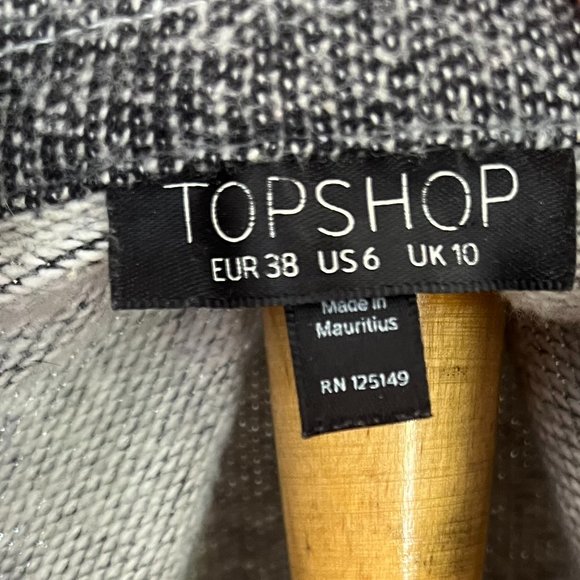 TOPSHOP
EUR 38 US 6 UK 10
Made in
Mauritius
RN 125149